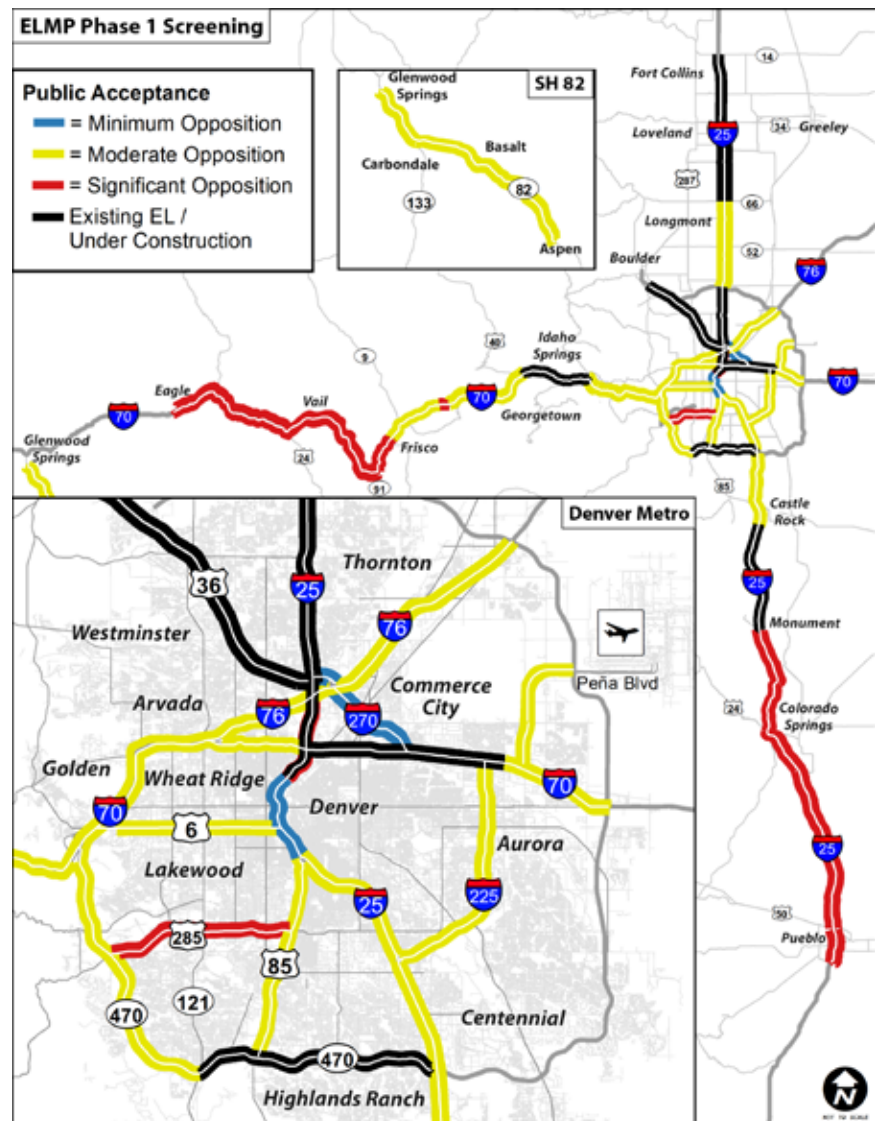 ELMP Phase 1 Screening
Public Acceptance
= Minimum Opposition
= Moderate Opposition
= Significant Opposition
Existing EL /
Under Construction
Glenwood
Springs
SH 82
Basalt
Carbondale
82
133
Aspen
14
Fort Collins
25
Loveland
34
Greeley
287
66
Longmont
52
Boulder
76
40
Idaho
Springs
9
Eagle
Vail
70
70
Georgetown
70
Glenwood
Springs
24
Frisco
91
85
Castle
Rock
25
Monument
24
Colorado
Springs
25
50
Pueblo
Denver Metro
Thornton
36
25
76
Westminster
Peña Blvd
Arvada
Commerce
City
76
270
Golden
Wheat Ridge
Denver
70
70
6
Aurora
Lakewood
25
225
285
85
121
470
Centennial
470
Highlands Ranch
N
NOT TO SCALE